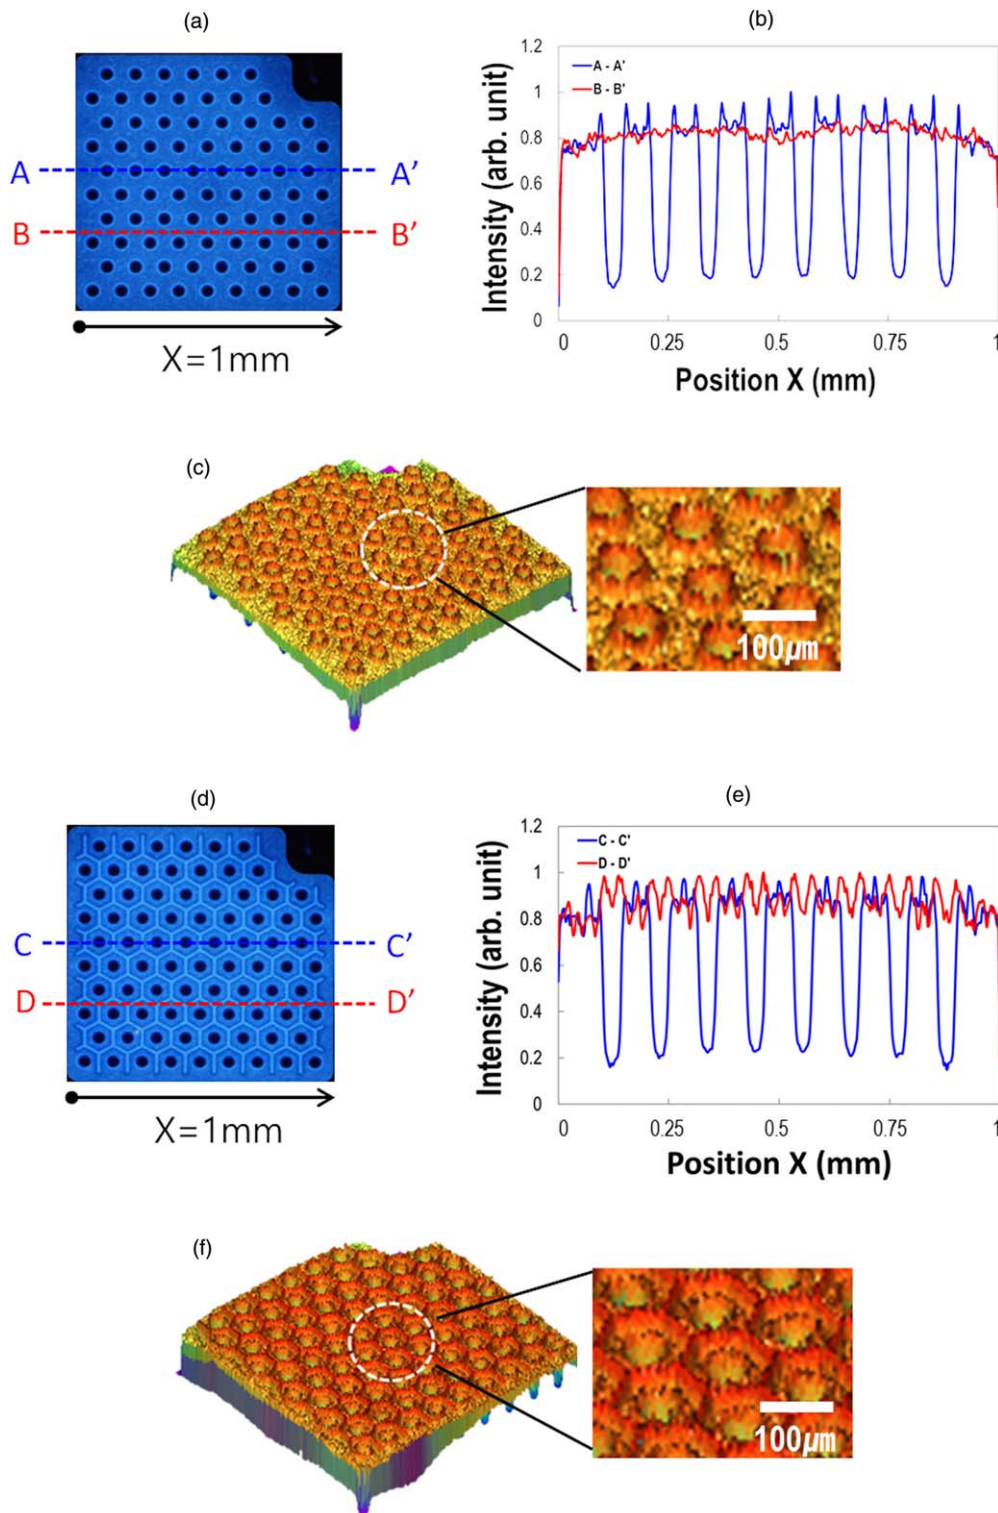 (a)
A
A'
B
B'
X=1mm
(b)
1.2
1
0.8
0.6
0.4
0.2
0
A - A'
B - B'
Intensity (arb. unit)
0 0.25 0.5 0.75 1
Position X (mm)
(c)
100μm
(d)
C
C'
D
D'
X=1mm
(e)
1.2
1
0.8
0.6
0.4
0.2
0
C - C'
D - D'
Intensity (arb. unit)
0 0.25 0.5 0.75 1
Position X (mm)
(f)
100μm